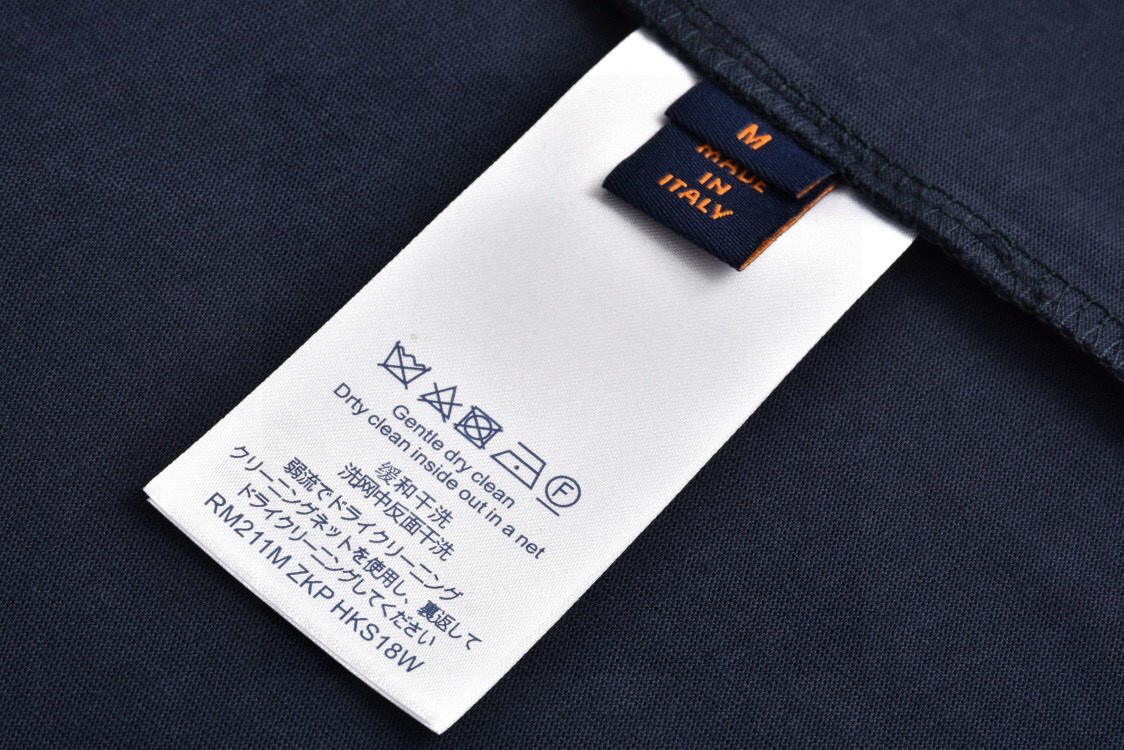 M
MADE
IN
ITALY
F
Gentle dry clean
Drty clean inside out in a net
缓和干洗
洗网中反面干洗
弱流でドライクリーニング
クリーニングネットを使用し、裏返して
ドライクリーニングしてください
RM211M ZKP HKS18W